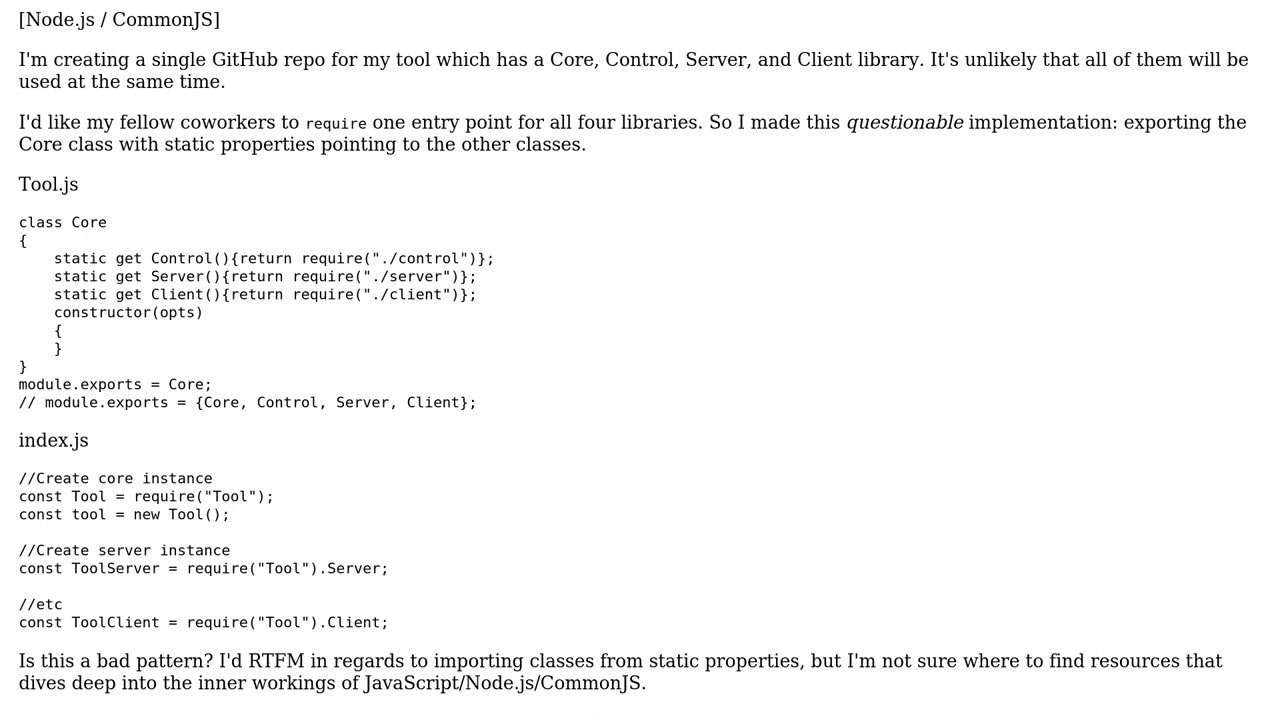 [Node.js / CommonJS]
I'm creating a single GitHub repo for my tool which has a Core, Control, Server, and Client library. It's unlikely that all of them will be
used at the same time.
I'd like my fellow coworkers to require one entry point for all four libraries. So I made this questionable implementation: exporting the
Core class with static properties pointing to the other classes.
Tool.js
class Core
{
    static get Control(){return require("./control")};
    static get Server(){return require("./server")};
    static get Client(){return require("./client")};
    constructor(opts)
    {
    }
}
module.exports = Core;
// module.exports = {Core, Control, Server, Client};
index.js
//Create core instance
const Tool = require("Tool");
const tool = new Tool();
//Create server instance
const ToolServer = require("Tool").Server;
//etc
const ToolClient = require("Tool").Client;
Is this a bad pattern? I'd RTFM in regards to importing classes from static properties, but I'm not sure where to find resources that
dives deep into the inner workings of JavaScript/Node.js/CommonJS.